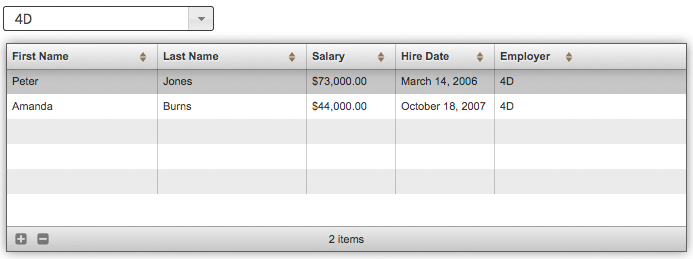 4D
First Name Last Name Salary Hire Date Employer
Peter Jones $73,000.00 March 14, 2006 4D
Amanda Burns $44,000.00 October 18, 2007 4D
2 items